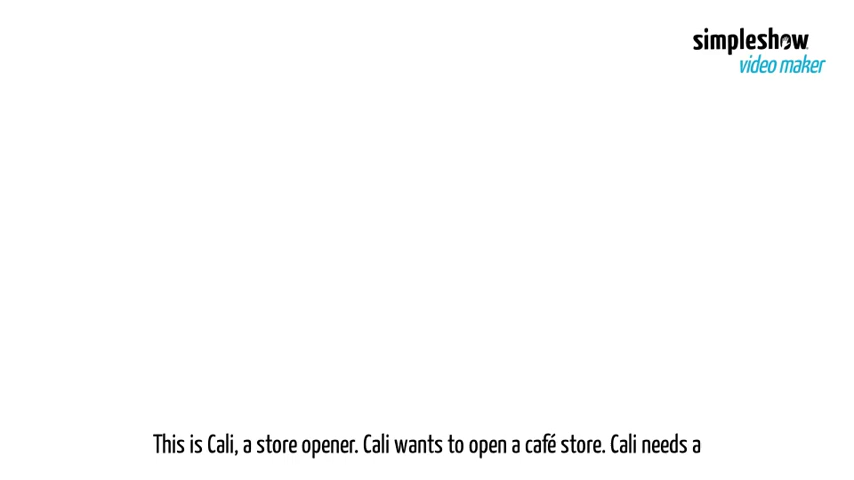 simpleshow
video maker
This is Cali, a store opener. Cali wants to open a café store. Cali needs a